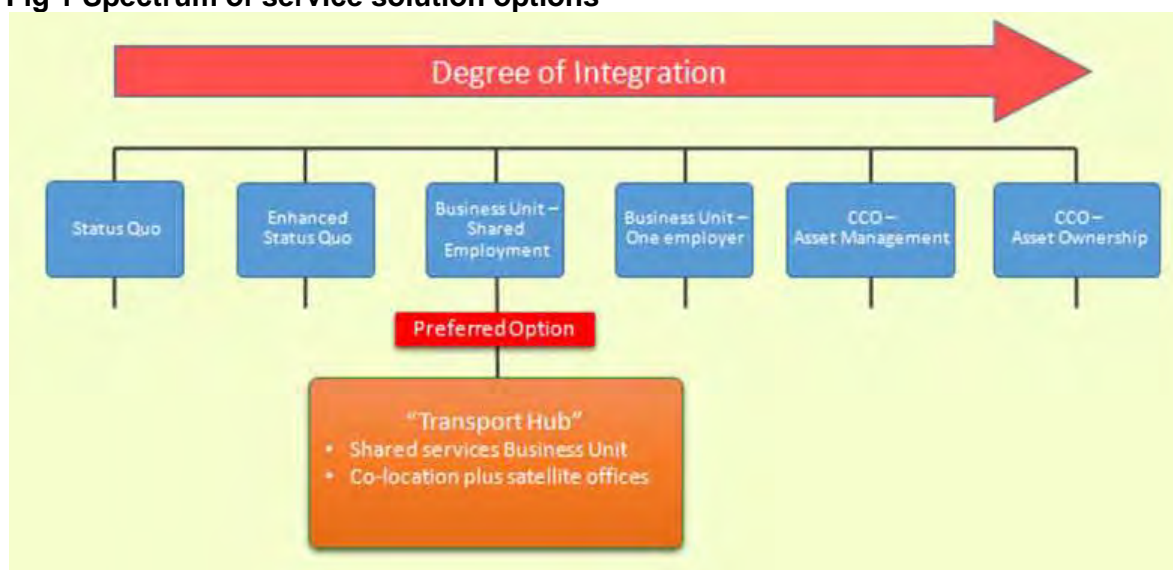 Fig 1 Spectrum of service solution options
Degree of Integration
Status Quo
Enhanced
Status Quo
Business Unit –
Shared
Employment
Business Unit –
One employer
CCO –
Asset Management
CCO –
Asset Ownership
Preferred Option
"Transport Hub"
• Shared services Business Unit
• Co-location plus satellite offices